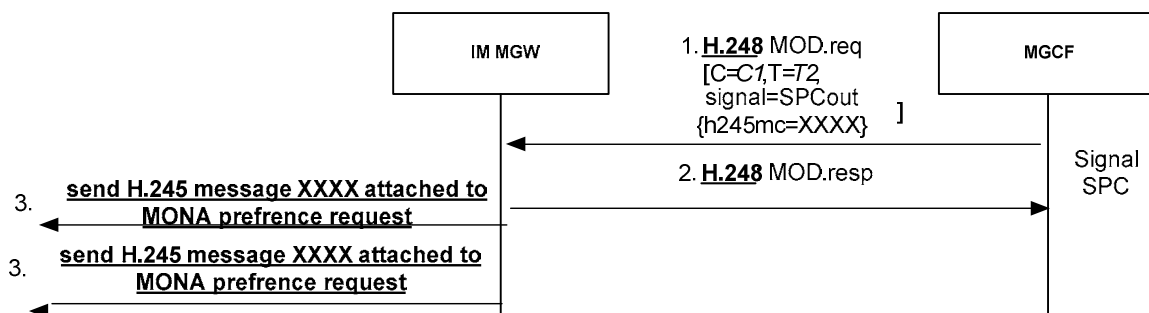 IM MGW
MGCF
1. H.248 MOD.req
[C=C1,T=T2,
signal=SPCout
{h245mc=XXXX}
]
2. H.248 MOD.resp
Signal
SPC
3. send H.245 message XXXX attached to
MONA prefrence request
3. send H.245 message XXXX attached to
MONA prefrence request